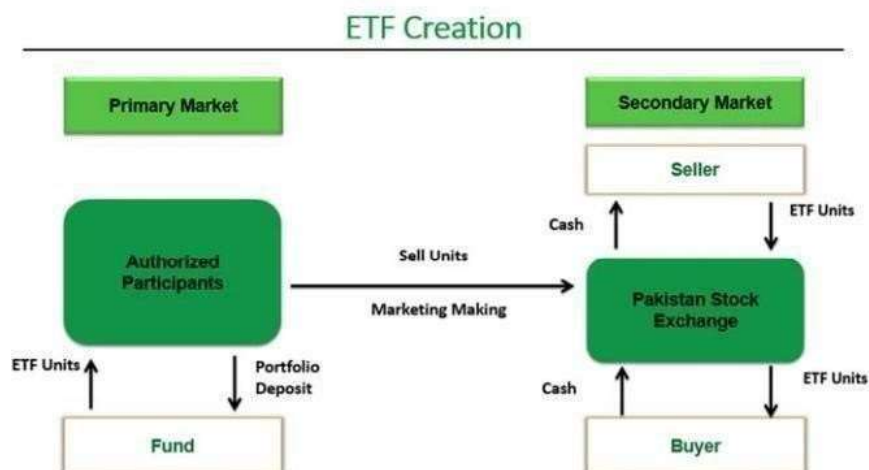 ETF Creation
Primary Market
Secondary Market
Seller
Cash
ETF Units
Authorized
Participants
Sell Units
Marketing Making
Pakistan Stock
Exchange
ETF Units
Portfolio
Deposit
Cash
ETF Units
Fund
Buyer